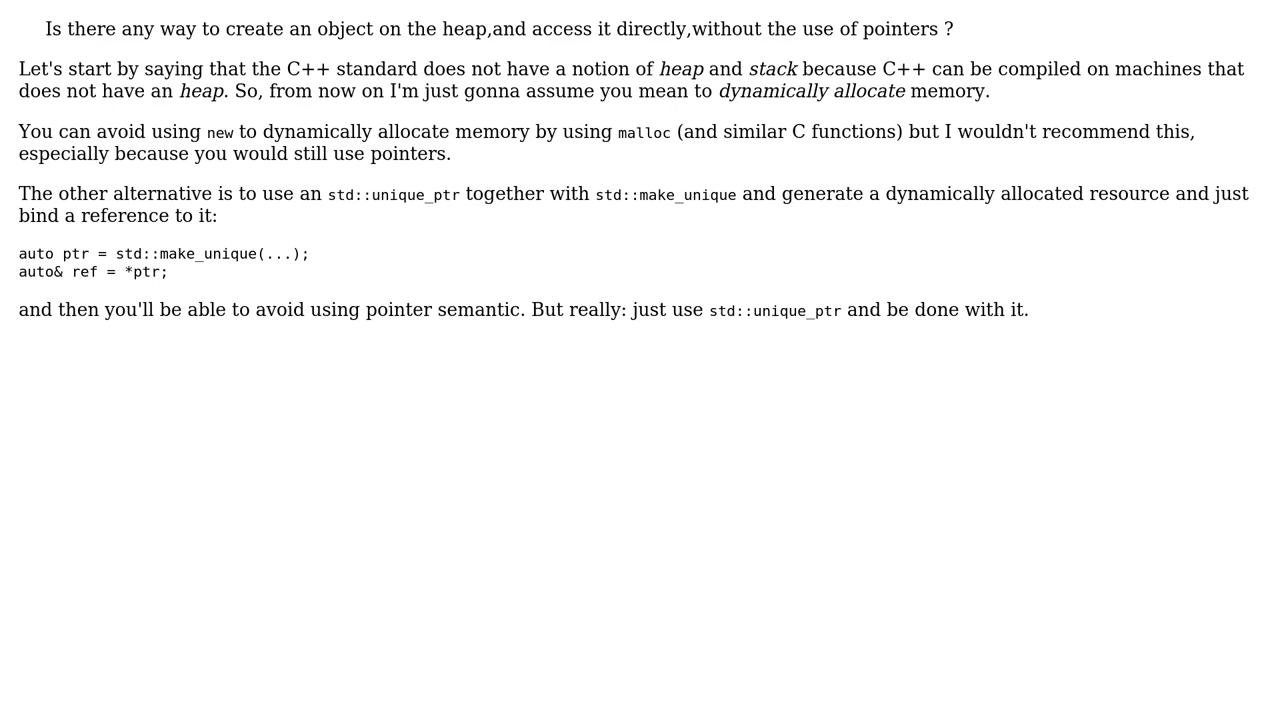 Is there any way to create an object on the heap,and access it directly,without the use of pointers ?
Let's start by saying that the C++ standard does not have a notion of heap and stack because C++ can be compiled on machines that
does not have an heap. So, from now on I'm just gonna assume you mean to dynamically allocate memory.
You can avoid using new to dynamically allocate memory by using malloc (and similar C functions) but I wouldn't recommend this,
especially because you would still use pointers.
The other alternative is to use an std::unique_ptr together with std::make_unique and generate a dynamically allocated resource and just
bind a reference to it:
auto ptr = std::make_unique(...);
auto& ref = *ptr;
and then you'll be able to avoid using pointer semantic. But really: just use std::unique_ptr and be done with it.